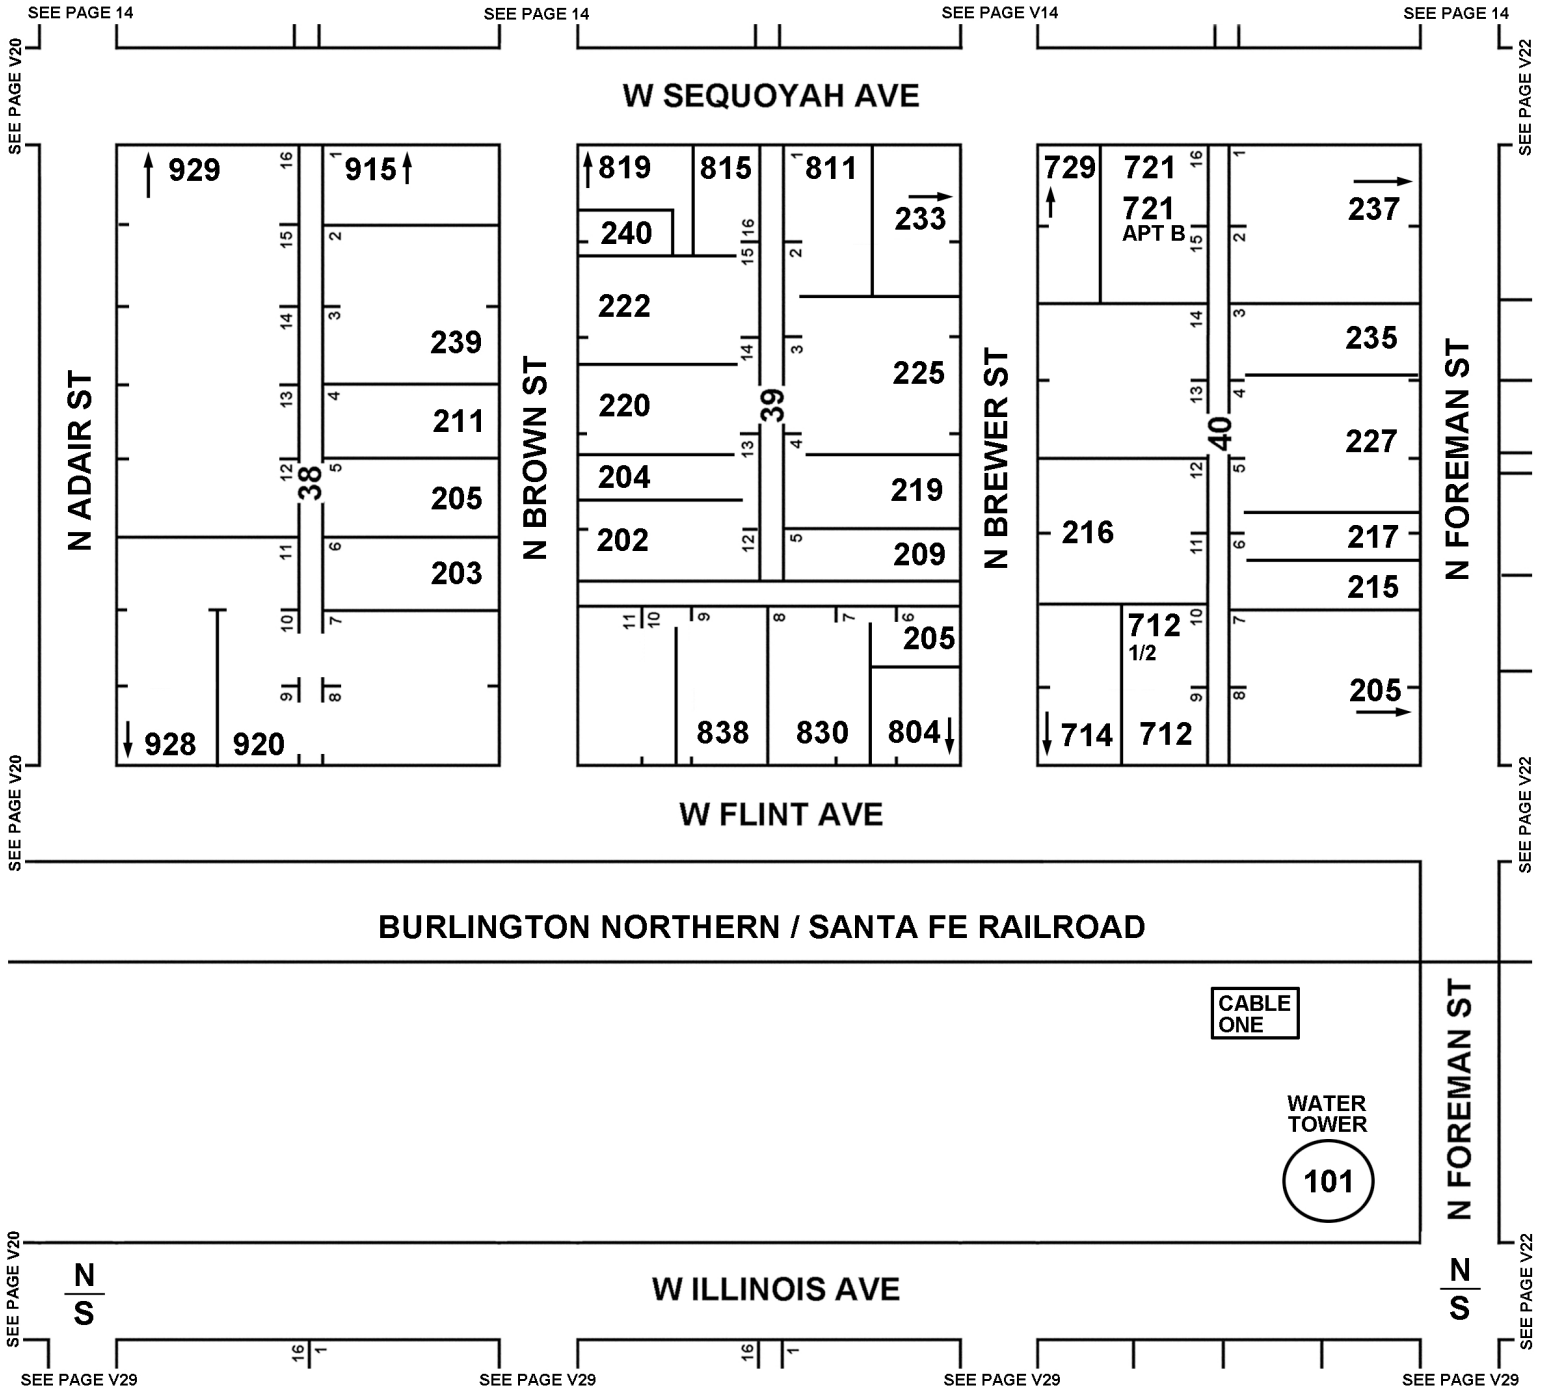 SEE PAGE 14
SEE PAGE 14
SEE PAGE V14
SEE PAGE 14
SEE PAGE V20
SEE PAGE V22
W SEQUOYAH AVE
929
16
1
915
15
2
14
3
239
13
4
211
12
5
38
205
11
6
203
10
7
9
8
928
920
N ADAIR ST
N BROWN ST
819
815
16
1
811
233
240
15
2
222
14
3
225
220
39
13
4
204
219
202
12
5
209
11
10
9
8
7
6
205
838
830
804
N BREWER ST
729
721
16
1
237
721
APT B
15
2
14
3
235
13
4
40
227
12
5
216
11
6
217
215
712
1/2
10
7
9
8
205
714
712
N FOREMAN ST
SEE PAGE V20
SEE PAGE V22
W FLINT AVE
BURLINGTON NORTHERN / SANTA FE RAILROAD
CABLE
ONE
WATER
TOWER
101
N FOREMAN ST
SEE PAGE V20
SEE PAGE V22
N
S
W ILLINOIS AVE
N
S
16
1
16
1
SEE PAGE V29
SEE PAGE V29
SEE PAGE V29
SEE PAGE V29